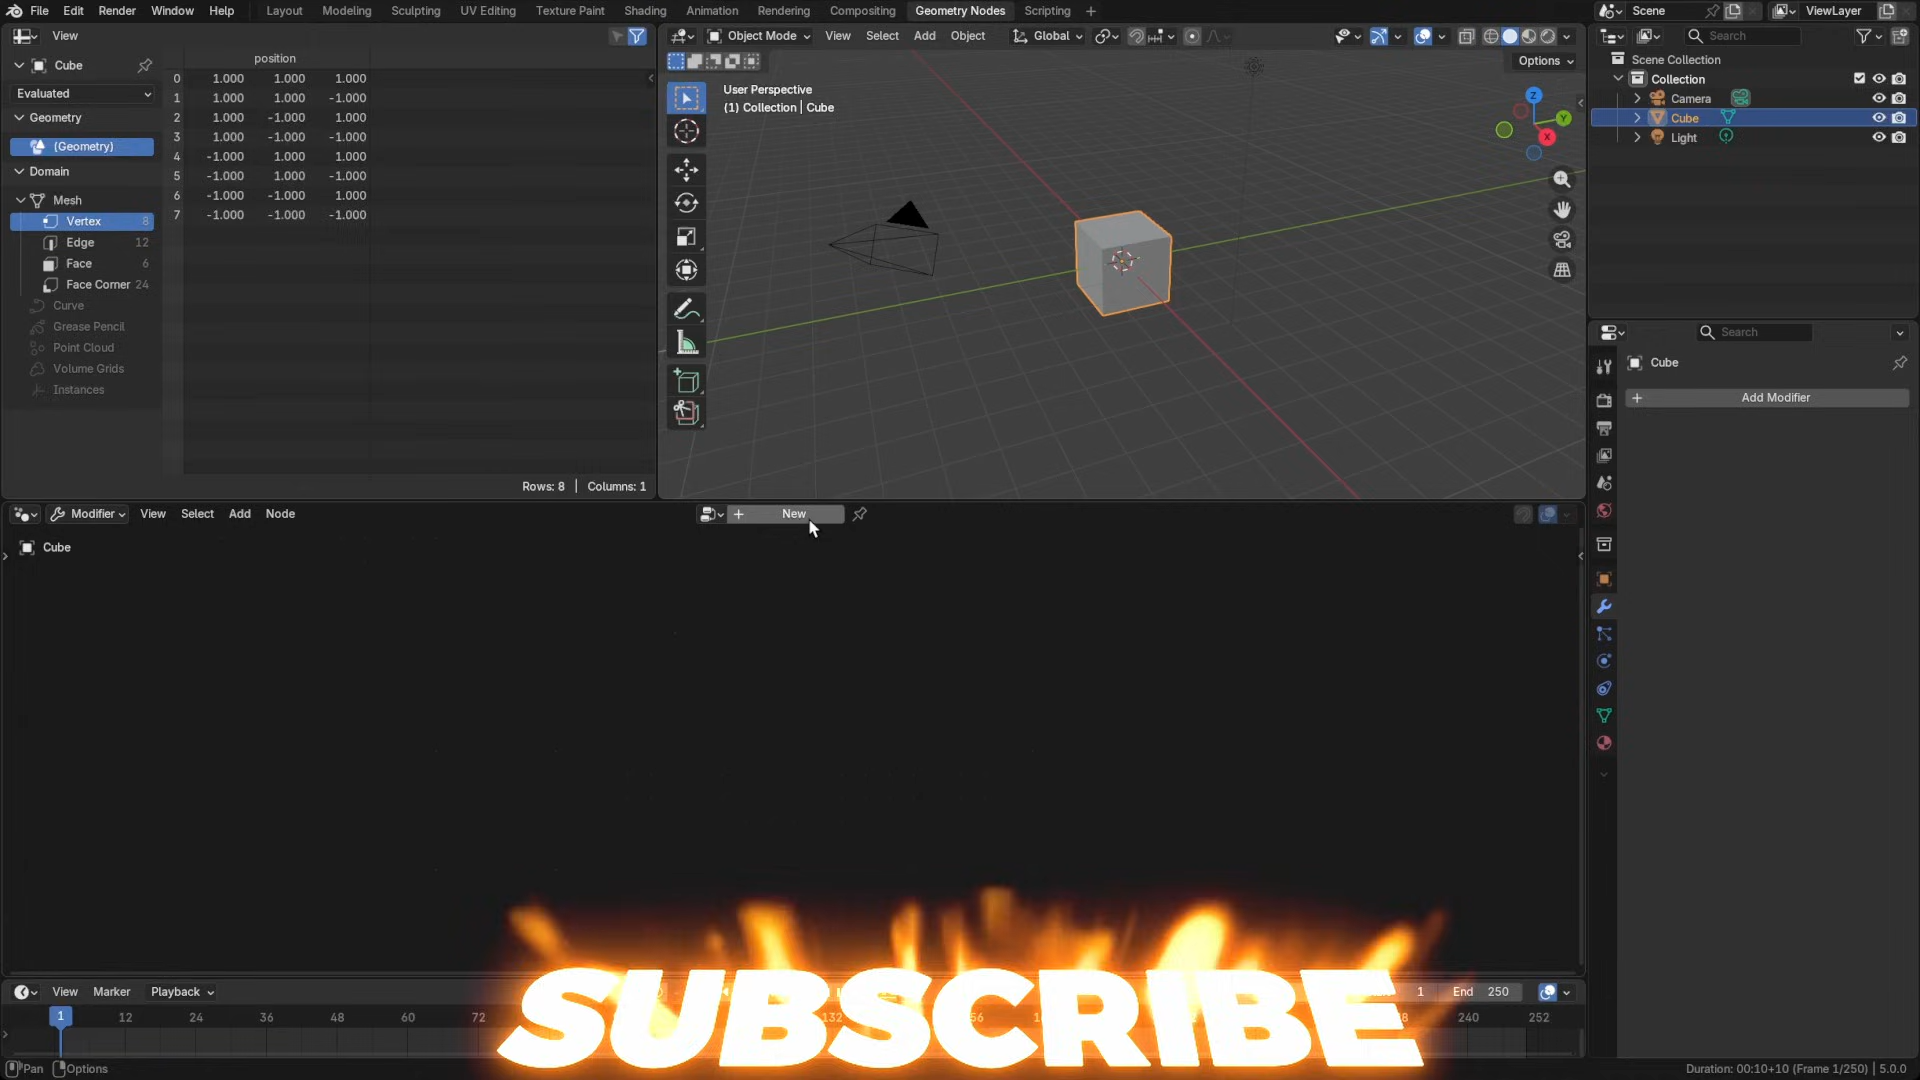 File Edit Render Window Help Layout Modeling Sculpting UV Editing Texture Paint Shading Animation Rendering Compositing Geometry Nodes Scripting + Scene ViewLayer
View
Object Mode View Select Add Object Global
Search
Cube
position
Options
Scene Collection
Evaluated
0 1.000 1.000 1.000
1 1.000 1.000 -1.000
2 1.000 -1.000 1.000
3 1.000 -1.000 -1.000
4 -1.000 1.000 1.000
5 -1.000 1.000 -1.000
6 -1.000 -1.000 1.000
7 -1.000 -1.000 -1.000
Geometry
(Geometry)
Domain
Mesh
Vertex 8
Edge 12
Face 6
Face Corner 24
Curve
Grease Pencil
Point Cloud
Volume Grids
Instances
Rows: 8 | Columns: 1
User Perspective
(1) Collection | Cube
Z
Y
X
Collection
Camera
Cube
Light
Search
Cube
+ Add Modifier
Modifier View Select Add Node
+ New
Cube
View Marker Playback
1 End 250
1 12 24 36 48 60 72 132 240 252
SUBSCRIBE
Pan Options
Duration: 00:10+10 (Frame 1/250) | 5.0.0